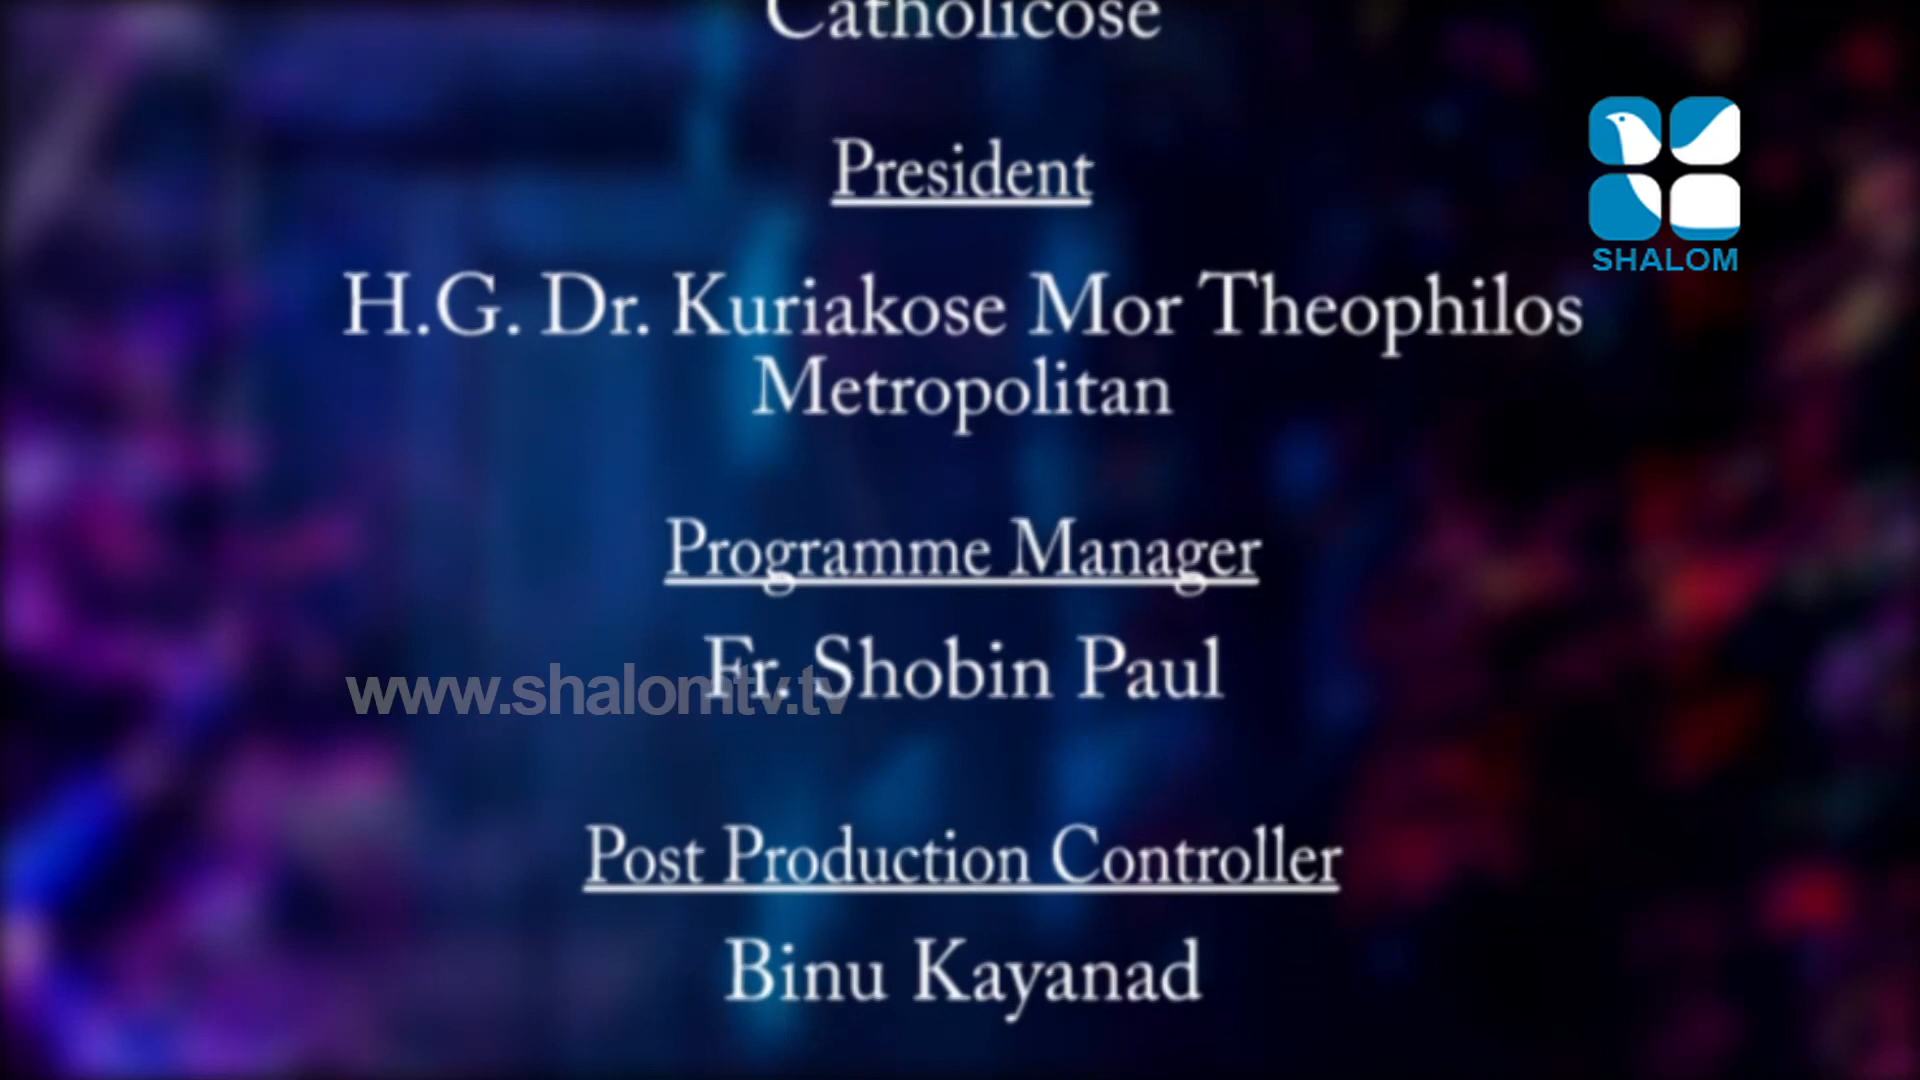 Catholicose
President
SHALOM
H.G. Dr. Kuriakose Mor Theophilos
Metropolitan
Programme Manager
Fr. Shobin Paul
www.shalomtv.tv
Post Production Controller
Binu Kayanad